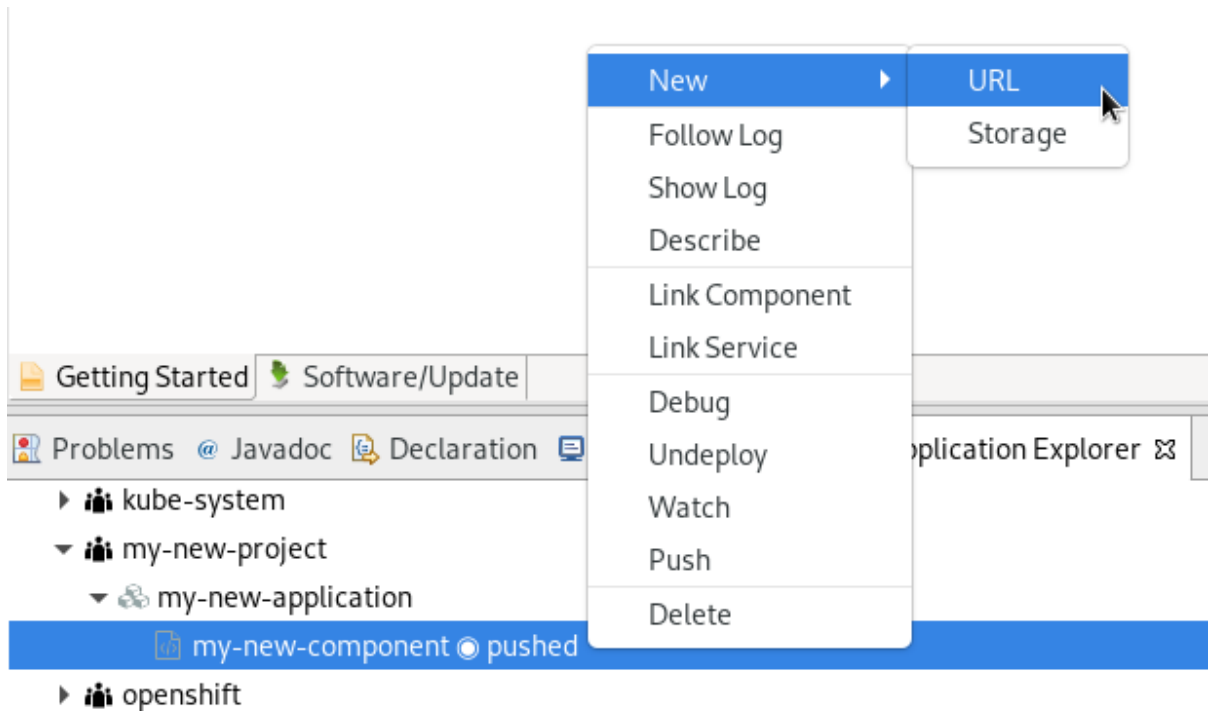 New
URL
Follow Log
Storage
Show Log
Describe
Link Component
Link Service
Getting Started
Software/Update
Debug
Problems
@ Javadoc
Declaration
Undeploy
plication Explorer
kube-system
Watch
my-new-project
Push
my-new-application
Delete
my-new-component pushed
openshift